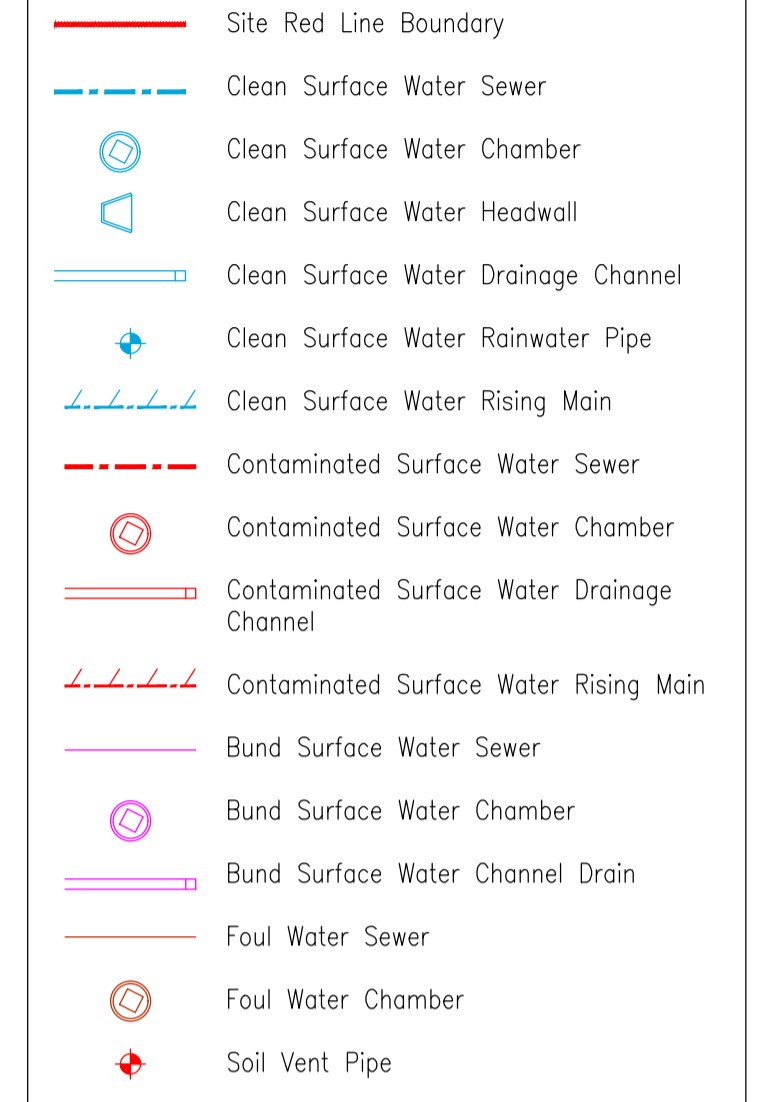 Site Red Line Boundary
Clean Surface Water Sewer
Clean Surface Water Chamber
Clean Surface Water Headwall
Clean Surface Water Drainage Channel
Clean Surface Water Rainwater Pipe
Clean Surface Water Rising Main
Contaminated Surface Water Sewer
Contaminated Surface Water Chamber
Contaminated Surface Water Drainage
Channel
Contaminated Surface Water Rising Main
Bund Surface Water Sewer
Bund Surface Water Chamber
Bund Surface Water Channel Drain
Foul Water Sewer
Foul Water Chamber
Soil Vent Pipe